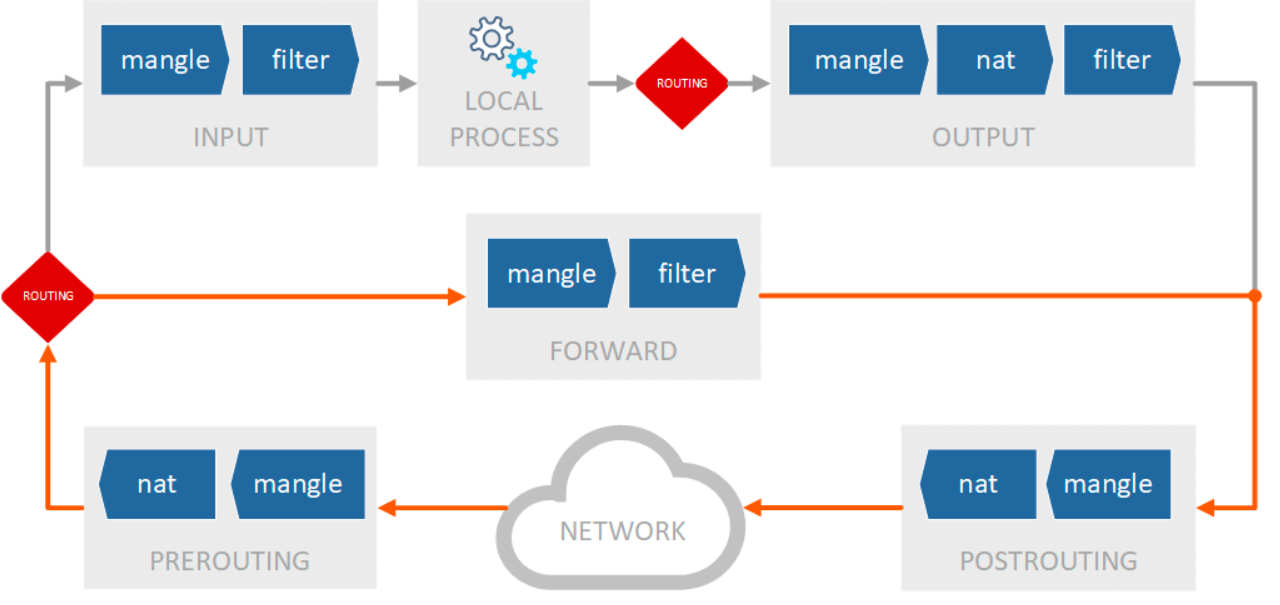 mangle
filter
INPUT
LOCAL
PROCESS
ROUTING
mangle
nat
filter
OUTPUT
ROUTING
mangle
filter
FORWARD
nat
mangle
PREROUTING
NETWORK
nat
mangle
POSTROUTING